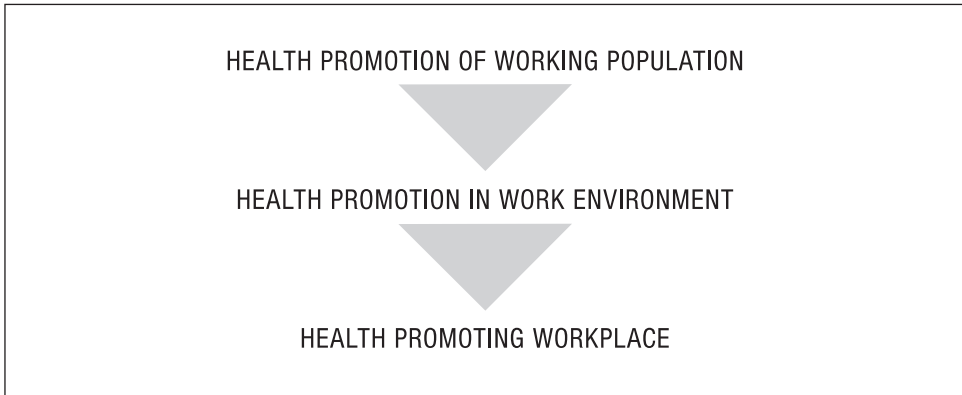 HEALTH PROMOTION OF WORKING POPULATION
HEALTH PROMOTION IN WORK ENVIRONMENT
HEALTH PROMOTING WORKPLACE